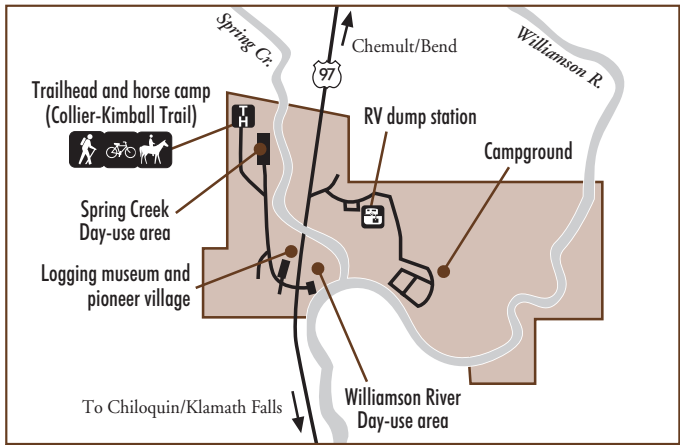 Spring Cr.
Chemult/Bend
Williamson R.
97
Trailhead and horse camp
(Collier-Kimball Trail)
T
H
RV dump station
Campground
Spring Creek
Day-use area
Logging museum and
pioneer village
Williamson River
Day-use area
To Chiloquin/Klamath Falls